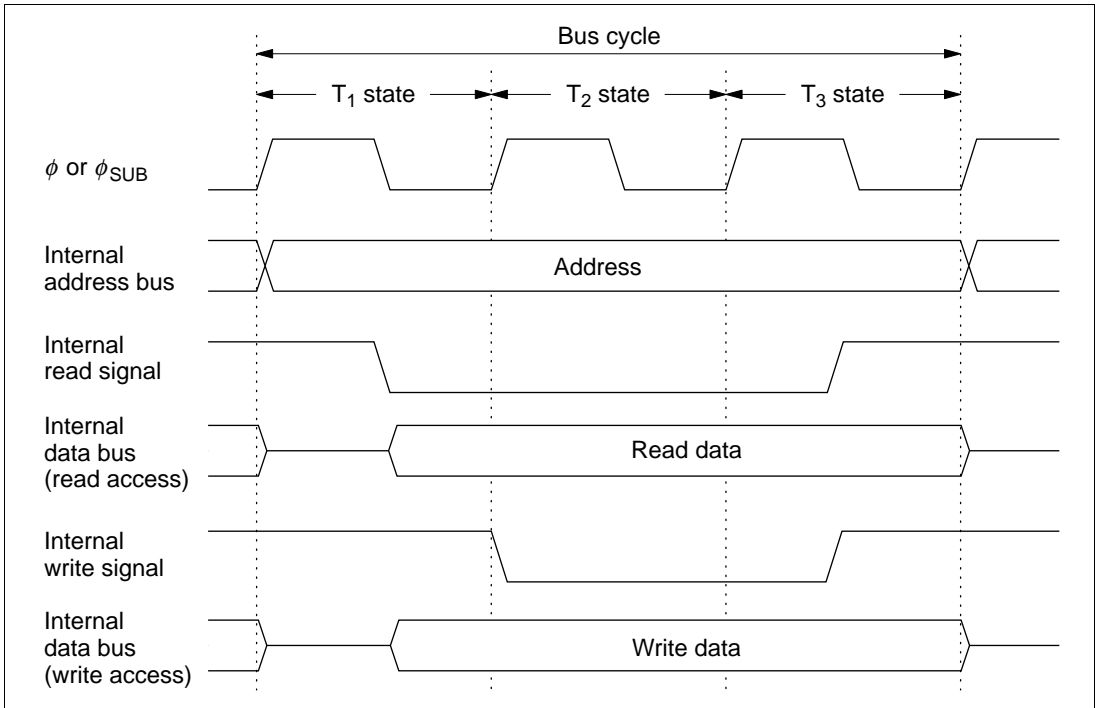 Bus cycle
T₁ state
T₂ state
T₃ state
ϕ or ϕSUB
Internal
address bus
Address
Internal
read signal
Internal
data bus
(read access)
Read data
Internal
write signal
Internal
data bus
(write access)
Write data